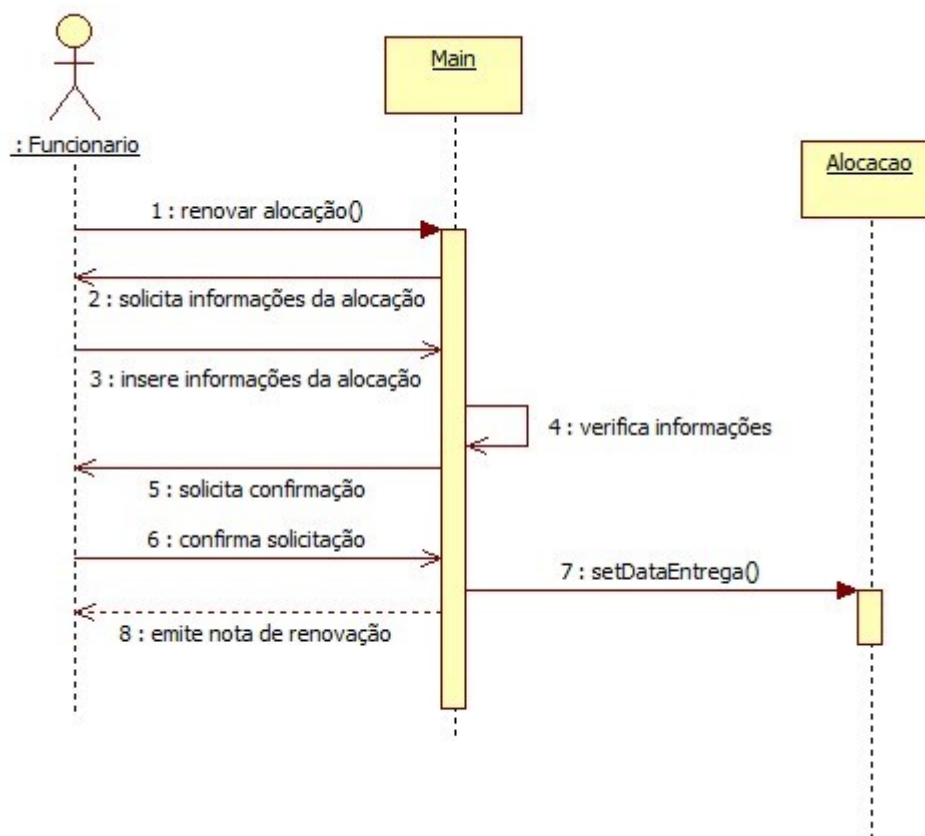 Main
: Funcionario
Alocacao
1 : renovar alocação()
2 : solicita informações da alocação
3 : insere informações da alocação
4 : verifica informações
5 : solicita confirmação
6 : confirma solicitação
7 : setDataEntrega()
8 : emite nota de renovação